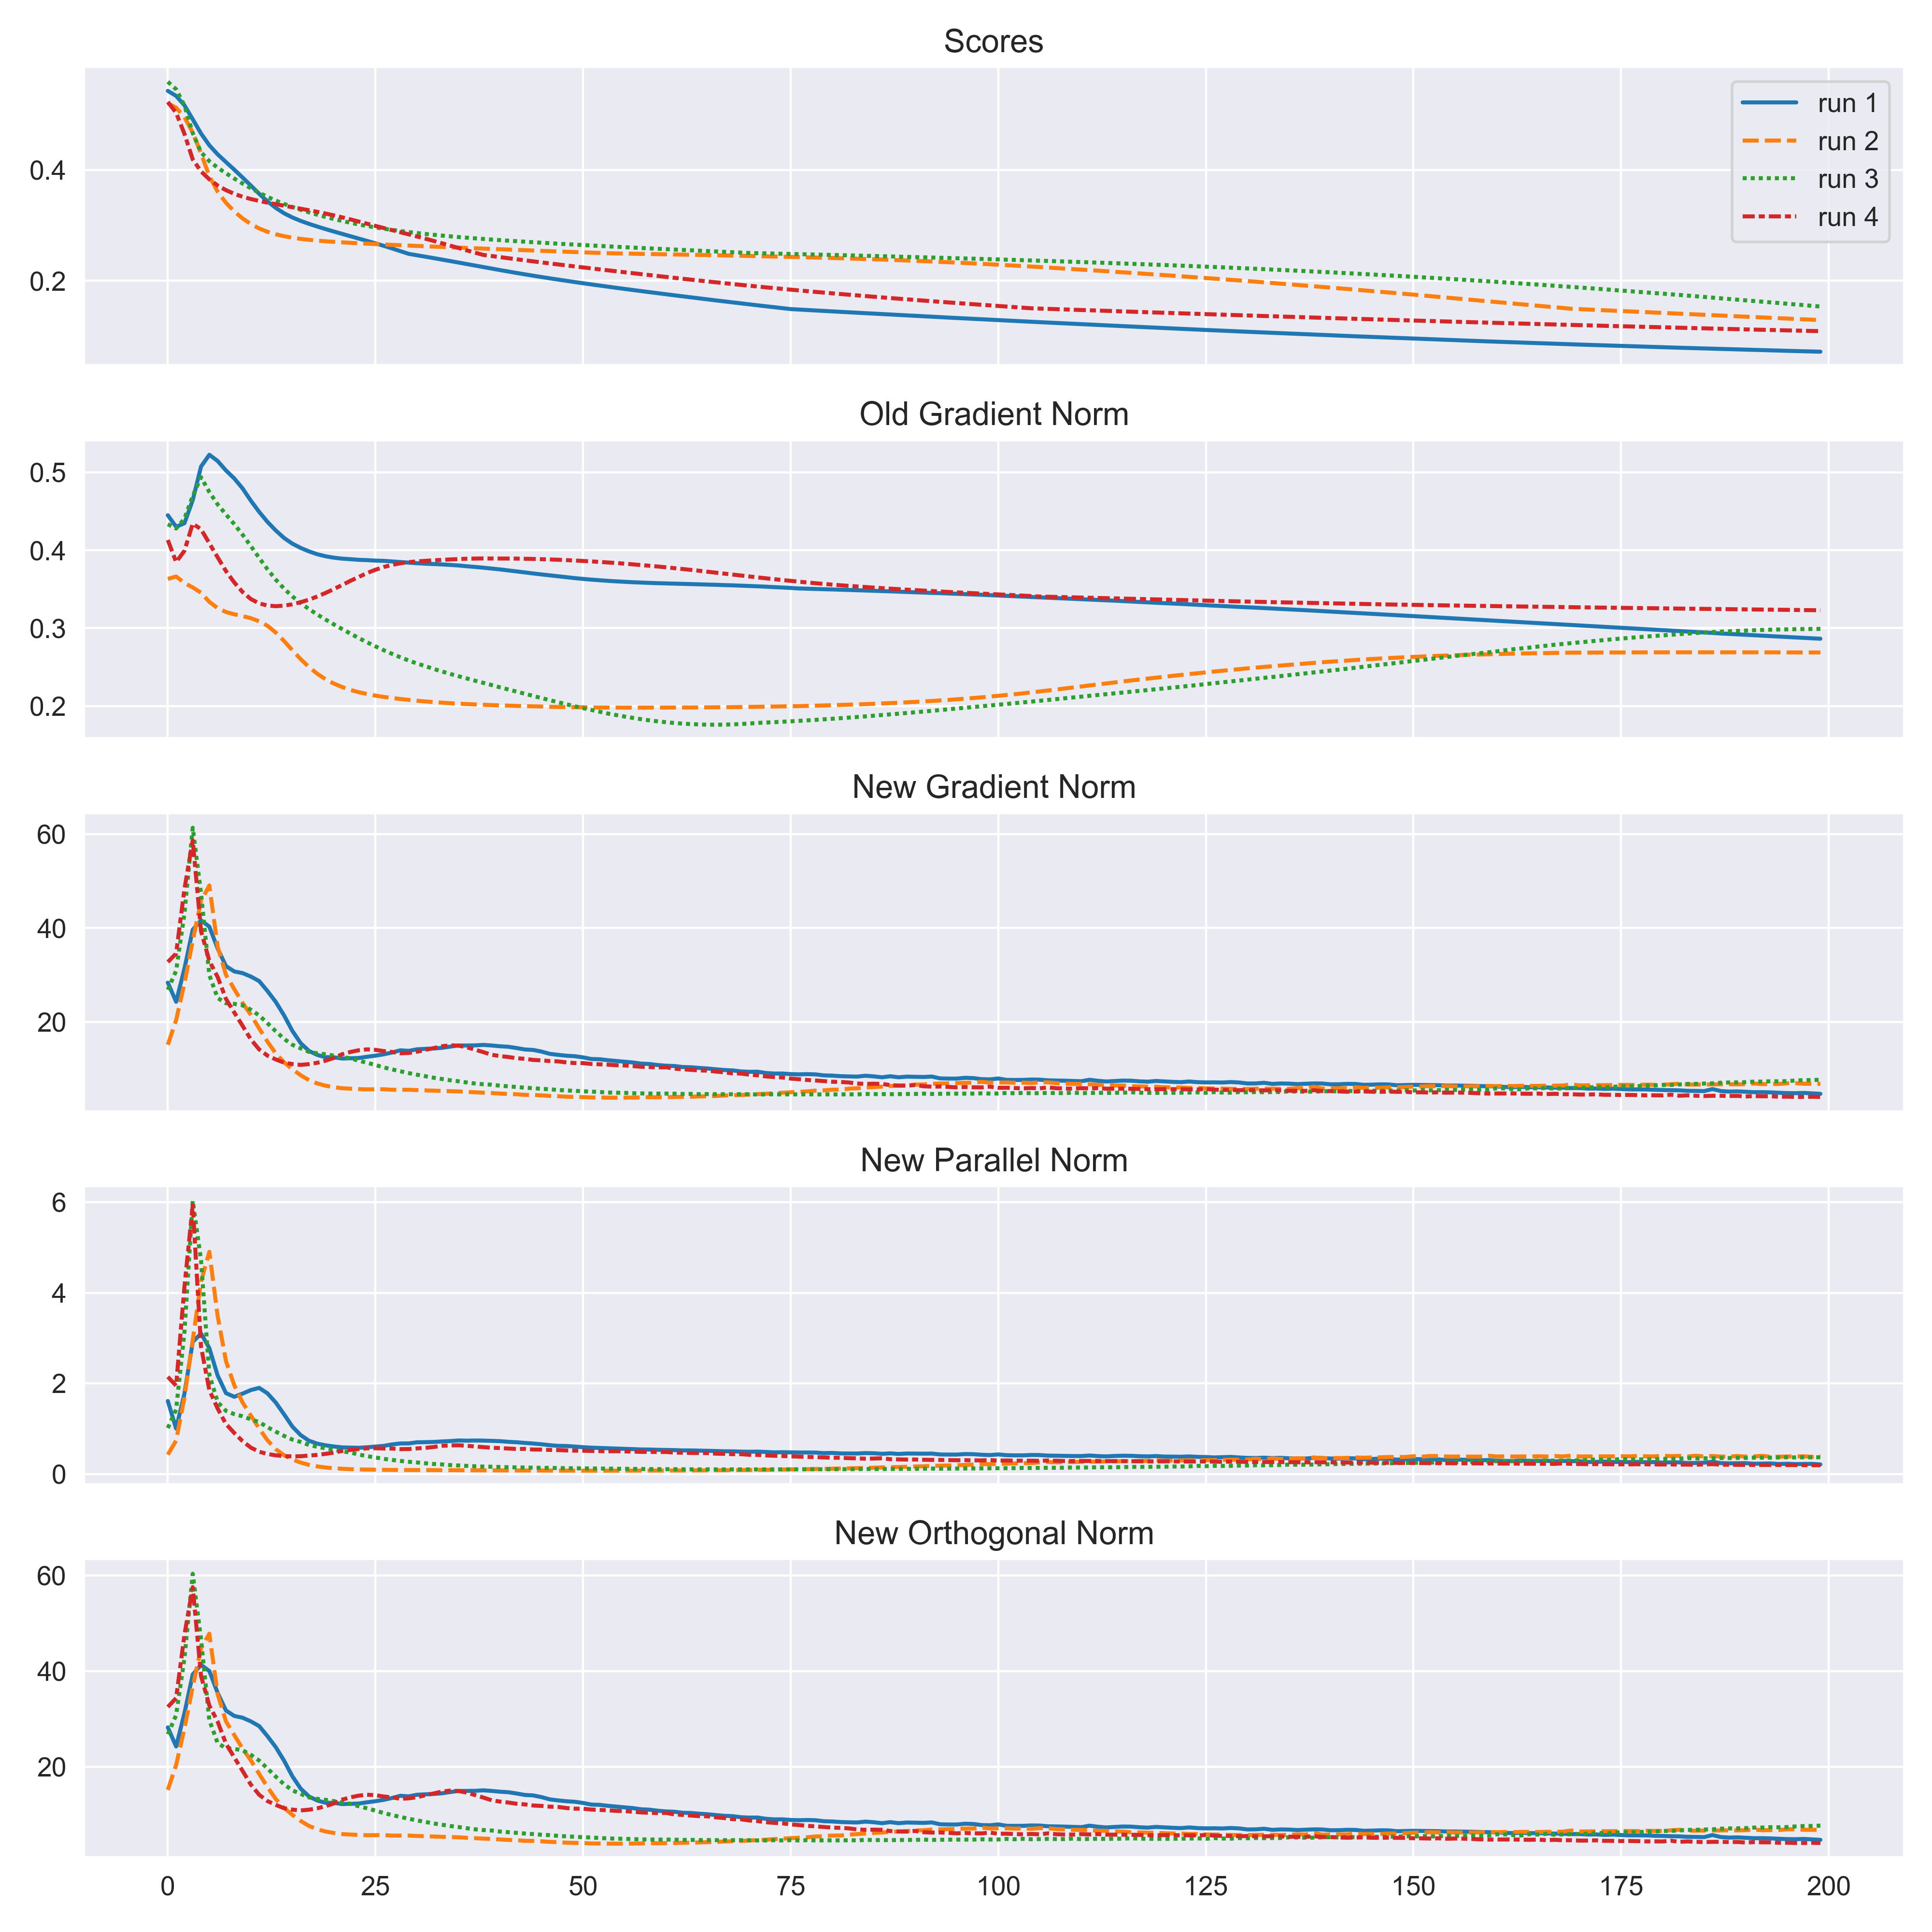 Scores
run 1
run 2
run 3
run 4
0.4
0.2
Old Gradient Norm
0.5
0.4
0.3
0.2
New Gradient Norm
60
40
20
New Parallel Norm
6
4
2
0
New Orthogonal Norm
60
40
20
0 25 50 75 100 125 150 175 200